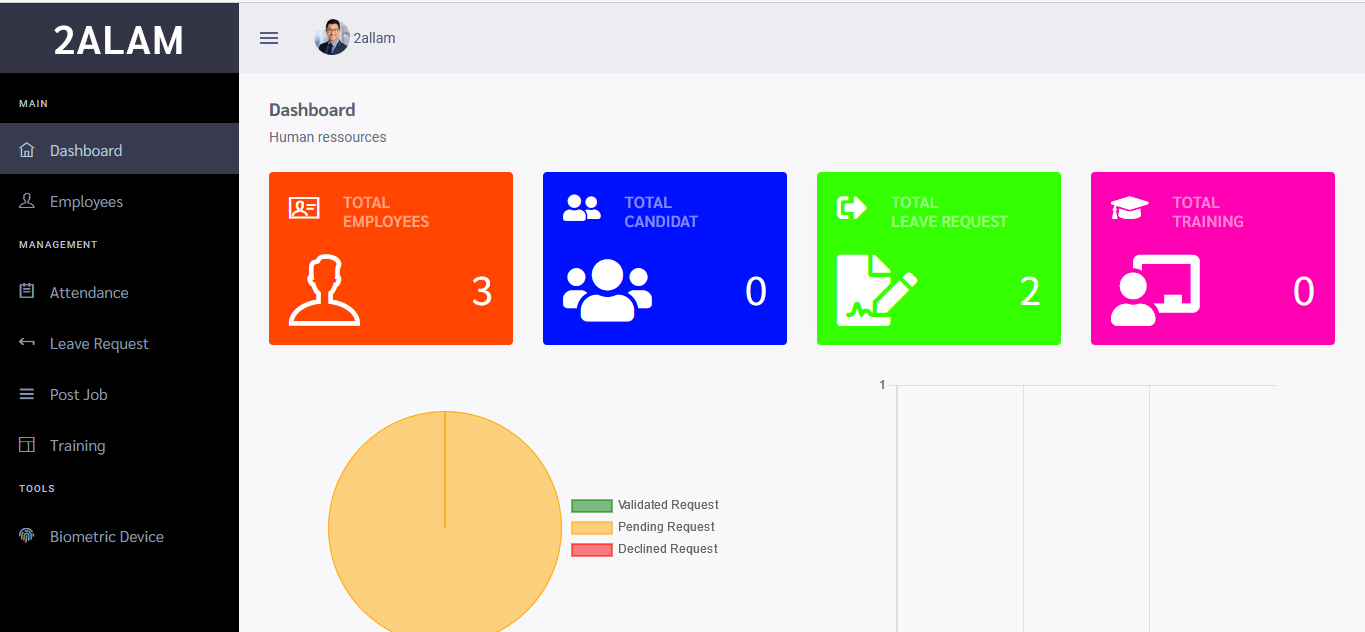 2ALAM
2allam
MAIN
Dashboard
Employees
MANAGEMENT
Attendance
Leave Request
Post Job
Training
TOOLS
Biometric Device
Dashboard
Human ressources
TOTAL
EMPLOYEES
3
TOTAL
CANDIDAT
0
TOTAL
LEAVE REQUEST
2
TOTAL
TRAINING
0
Validated Request
Pending Request
Declined Request
1